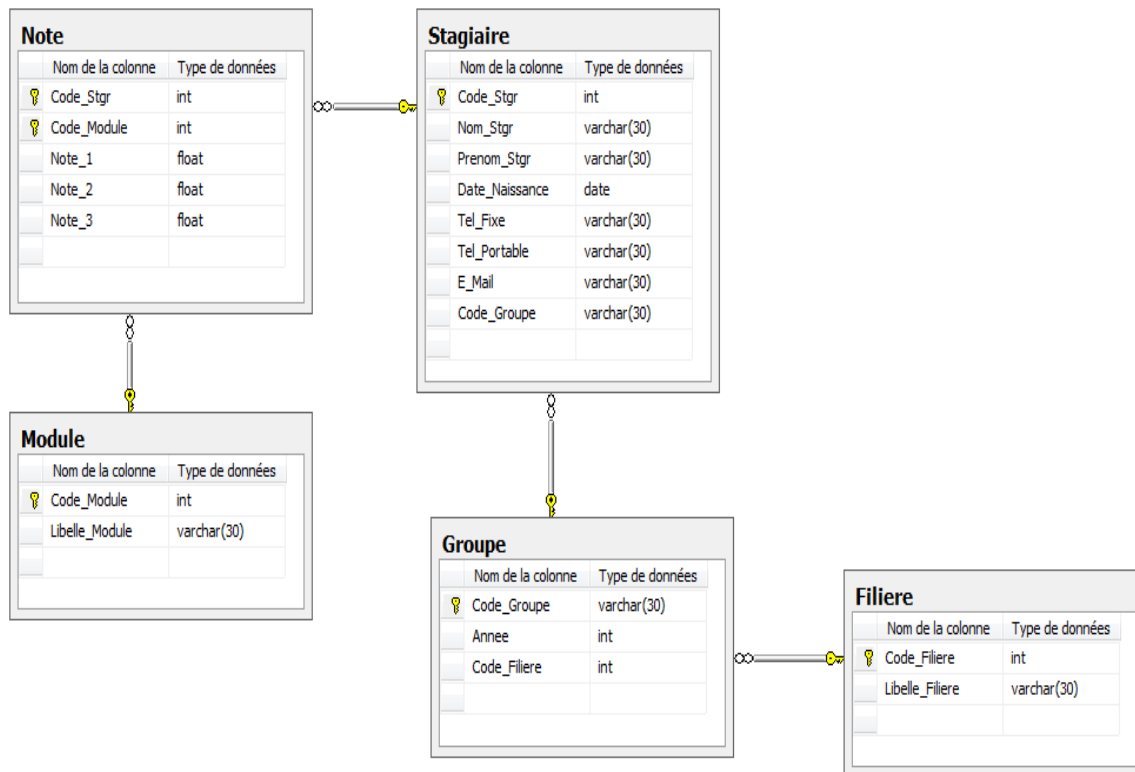 Note
Nom de la colonne Type de données
Code_Stgr int
Code_Module int
Note_1 float
Note_2 float
Note_3 float
Stagiaire
Nom de la colonne Type de données
Code_Stgr int
Nom_Stgr varchar(30)
Prenom_Stgr varchar(30)
Date_Naissance date
Tel_Fixe varchar(30)
Tel_Portable varchar(30)
E_Mail varchar(30)
Code_Groupe varchar(30)
Module
Nom de la colonne Type de données
Code_Module int
Libelle_Module varchar(30)
Groupe
Nom de la colonne Type de données
Code_Groupe varchar(30)
Annee int
Code_Filiere int
Filiere
Nom de la colonne Type de données
Code_Filiere int
Libelle_Filiere varchar(30)